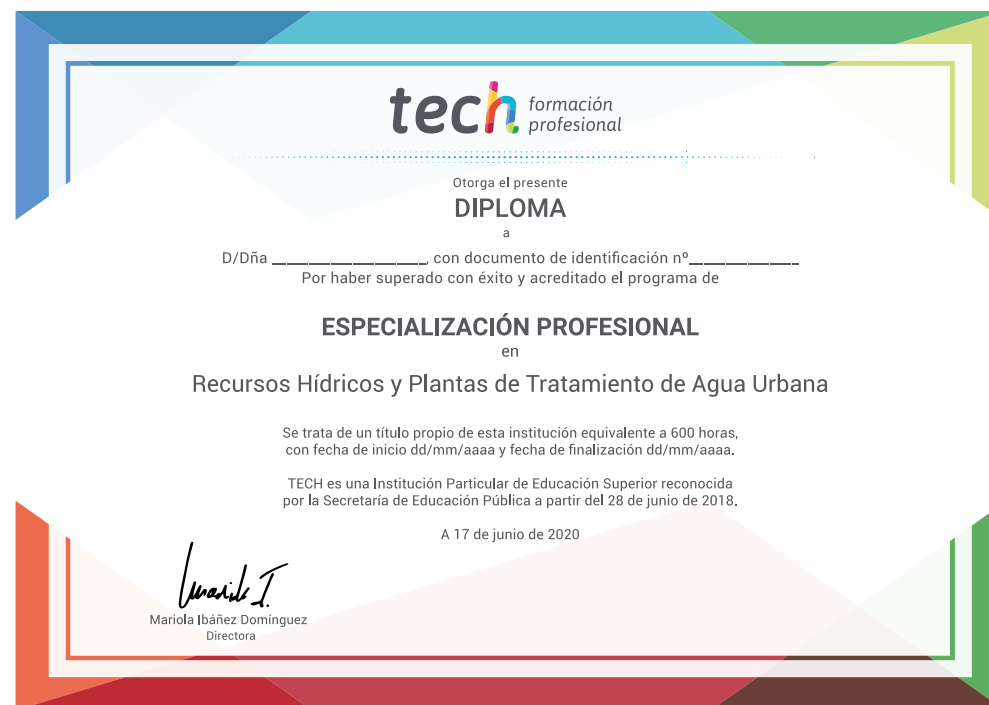 tech formación
profesional
Otorga el presente
DIPLOMA
a
D/Dña ___________________, con documento de identificación nº______________
Por haber superado con éxito y acreditado el programa de
ESPECIALIZACIÓN PROFESIONAL
en
Recursos Hídricos y Plantas de Tratamiento de Agua Urbana
Se trata de un título propio de esta institución equivalente a 600 horas,
con fecha de inicio dd/mm/aaaa y fecha de finalización dd/mm/aaaa.
TECH es una Institución Particular de Educación Superior reconocida
por la Secretaría de Educación Pública a partir del 28 de junio de 2018.
A 17 de junio de 2020
Mariola Ibáñez Domínguez
Directora